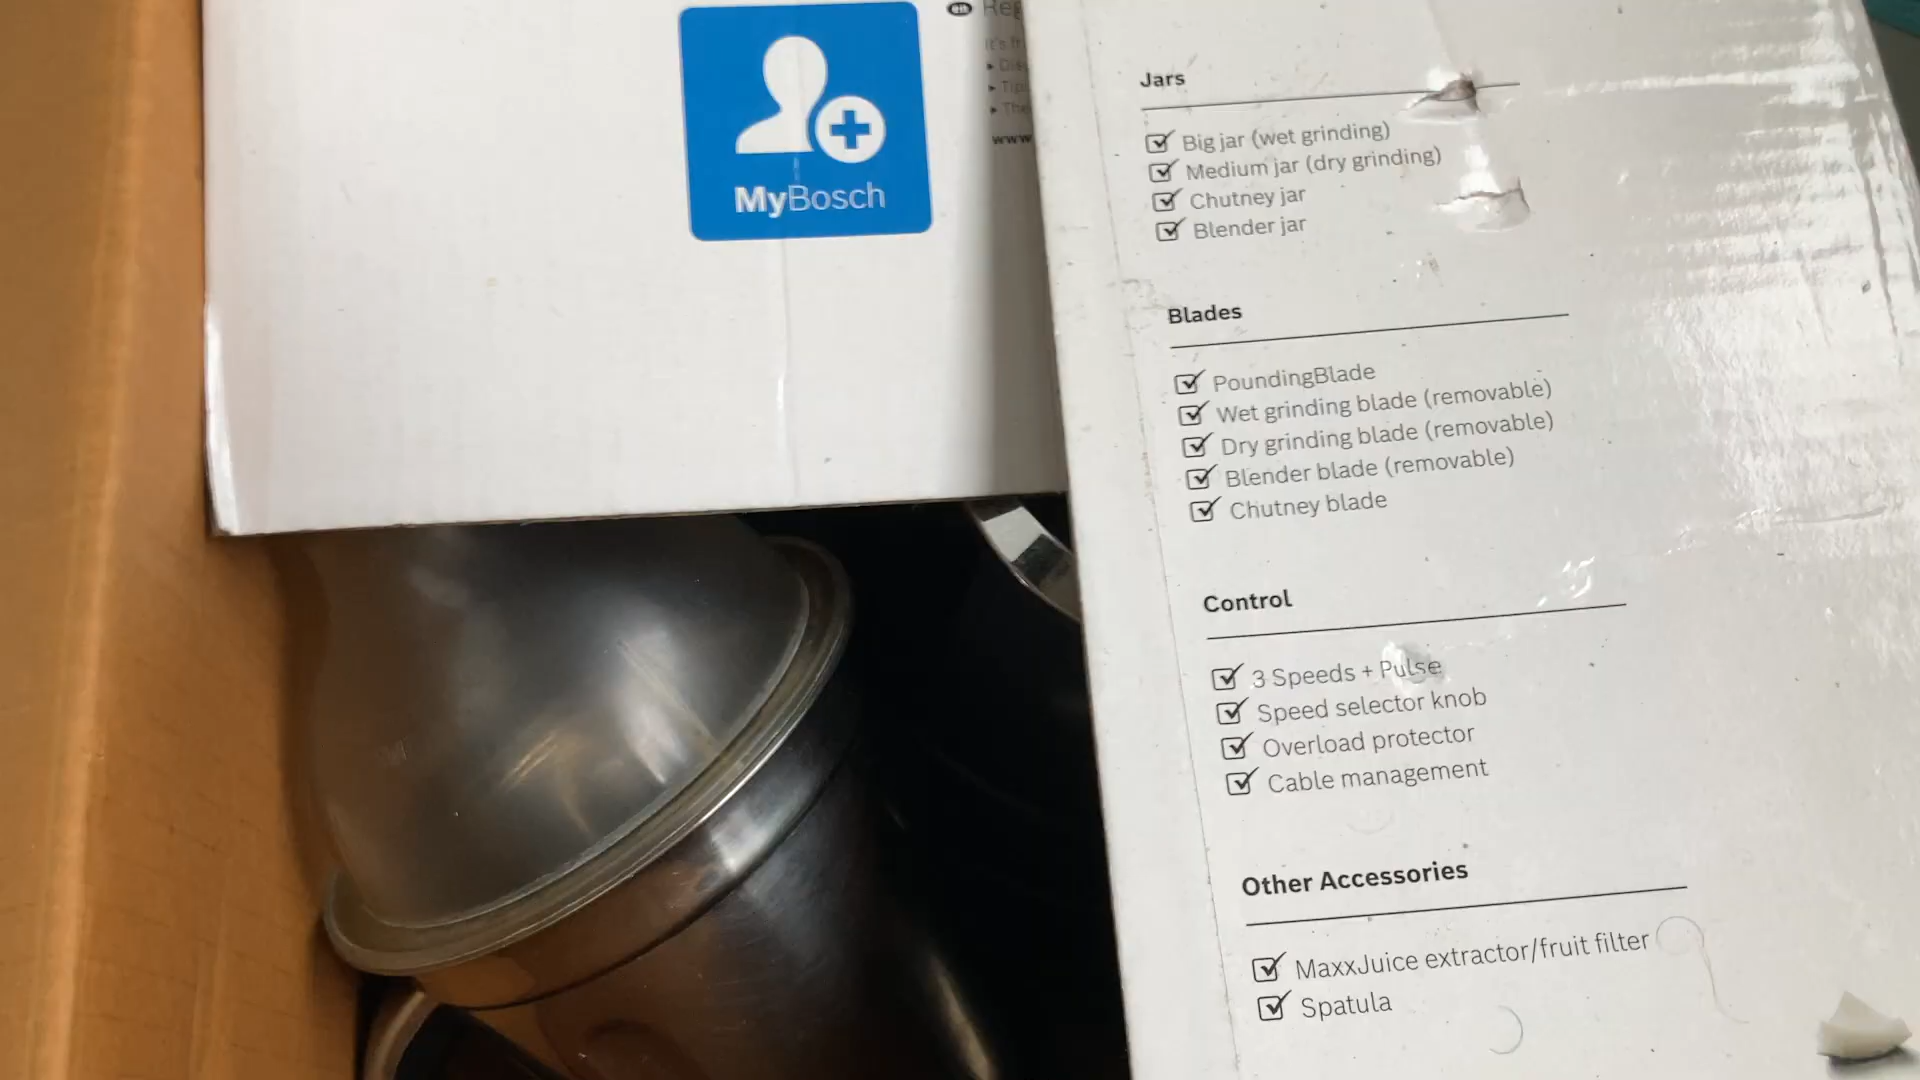 MyBosch
en
www
Jars
Big jar (wet grinding)
Medium jar (dry grinding)
Chutney jar
Blender jar
Blades
PoundingBlade
Wet grinding blade (removable)
Dry grinding blade (removable)
Blender blade (removable)
Chutney blade
Control
3 Speeds + Pulse
Speed selector knob
Overload protector
Cable management
Other Accessories
MaxxJuice extractor/fruit filter
Spatula